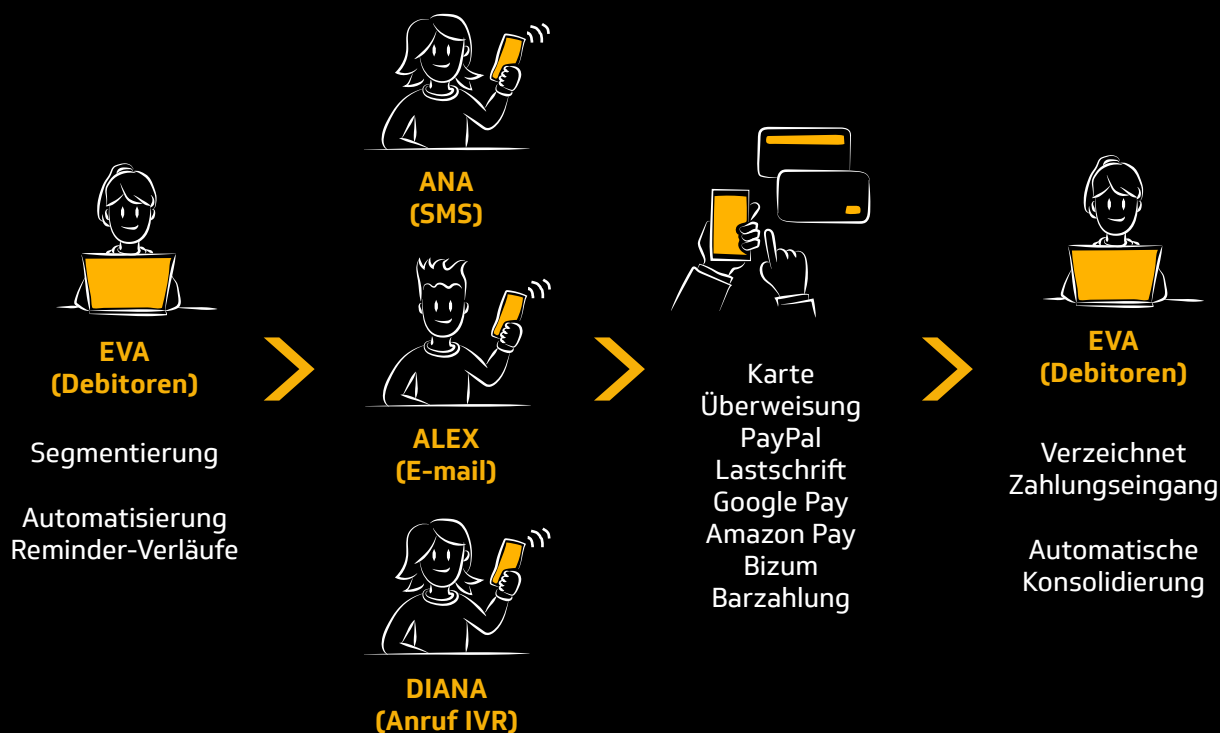 EVA
(Debitoren)
Segmentierung
Automatisierung
Reminder-Verläufe
ANA
(SMS)
ALEX
(E-mail)
DIANA
(Anruf IVR)
Karte
Überweisung
PayPal
Lastschrift
Google Pay
Amazon Pay
Bizum
Barzahlung
EVA
(Debitoren)
Verzeichnet
Zahlungseingang
Automatische
Konsolidierung